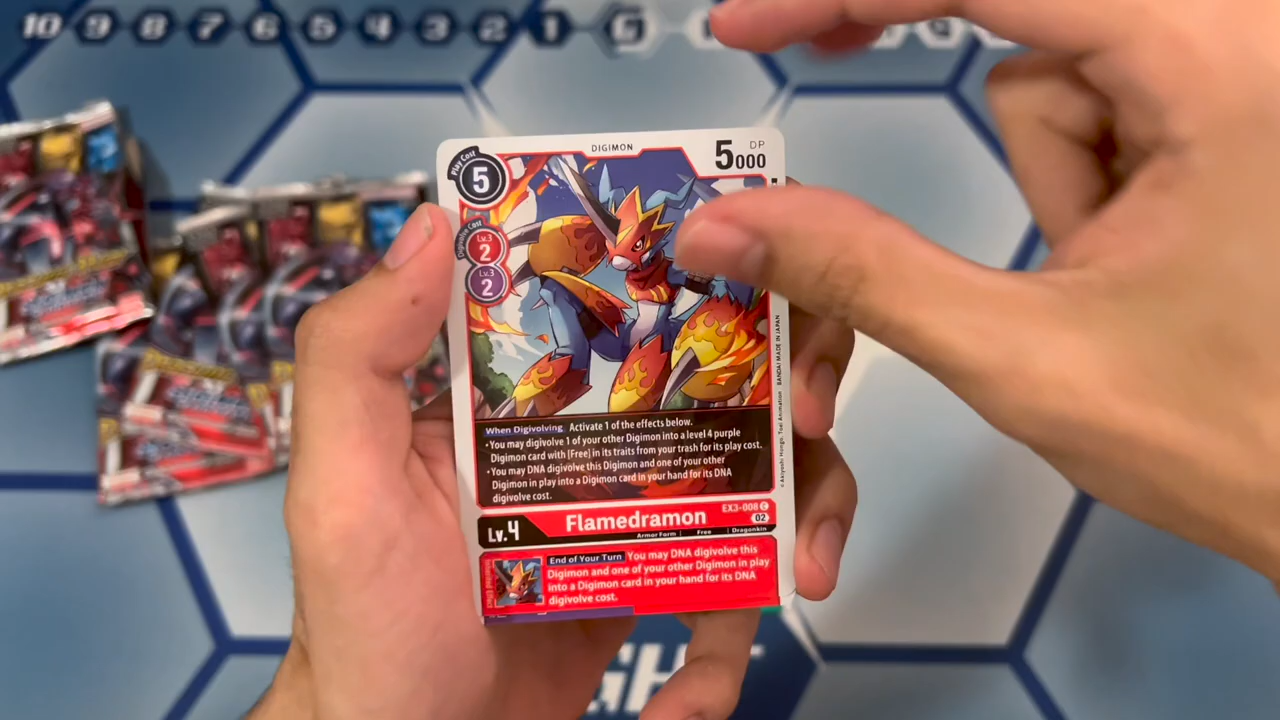 10 9 8 7 6 5 4 3 2 1
DIGIMON
DP
5000
Play Cost
5
Digivolve Cost
Lv.3
2
Lv.3
2
When Digivolving Activate 1 of the effects below.
•You may digivolve 1 of your other Digimon into a level 4 purple
Digimon card with [Free] in its traits from your trash for its play cost.
•You may DNA digivolve this Digimon and one of your other
Digimon in play into a Digimon card in your hand for its DNA
digivolve cost.
©Akiyoshi Hongo, Toei Animation BANDAI MADE IN JAPAN
EX3-008 C
02
Lv.4
Flamedramon
Armor Form | Free | Dragonkin
End of Your Turn You may DNA digivolve this
Digimon and one of your other Digimon in play
into a Digimon card in your hand for its DNA
digivolve cost.